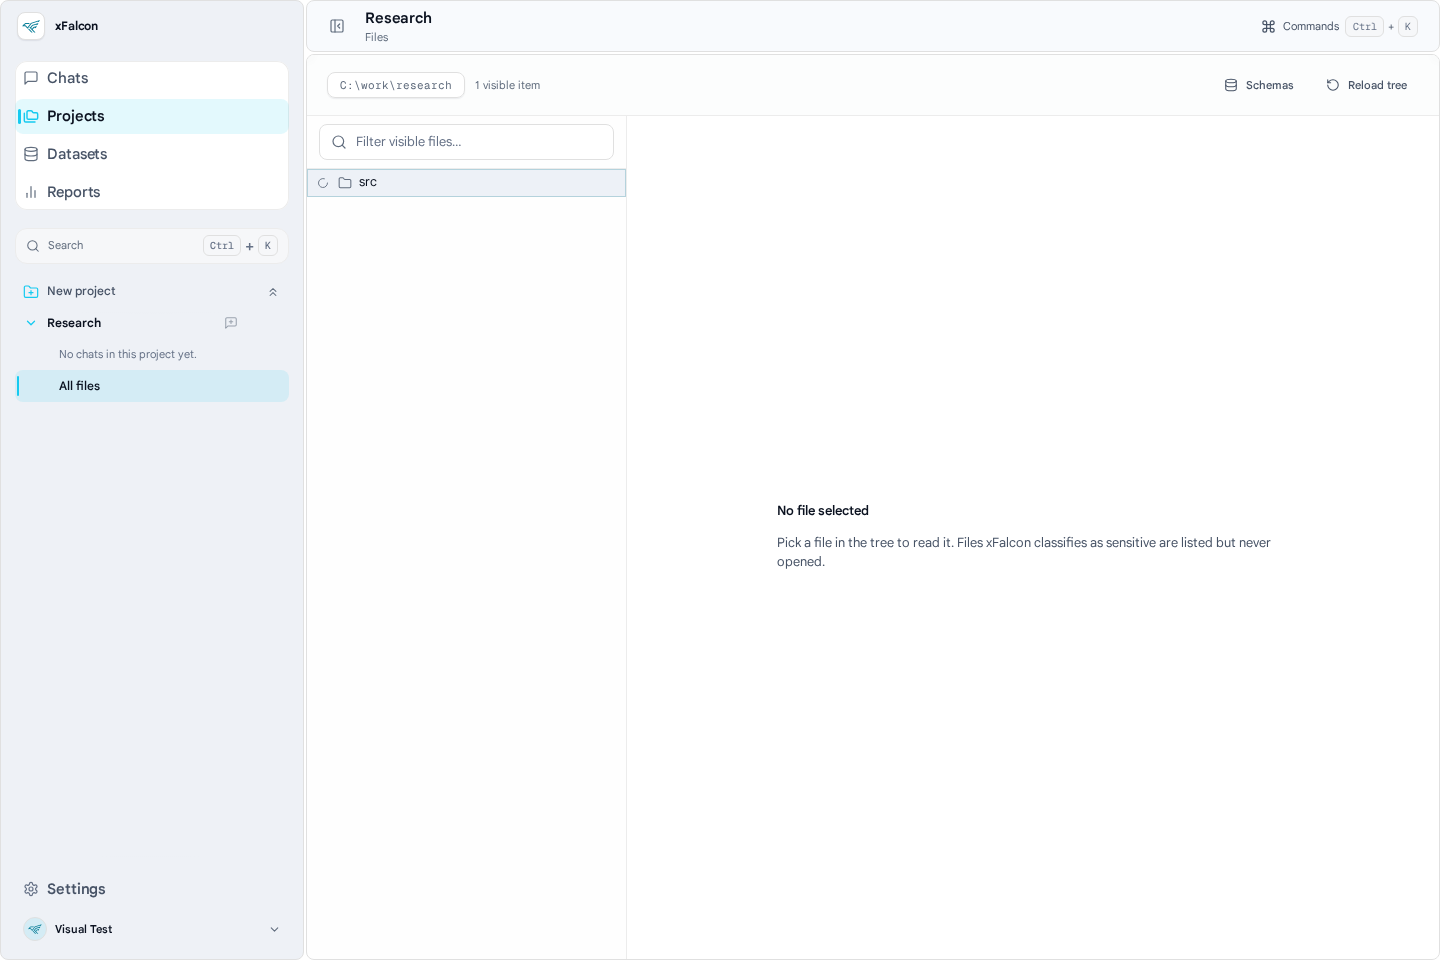 xFalcon
Chats
Projects
Datasets
Reports
Search Ctrl + K
New project
Research
No chats in this project yet.
All files
Settings
Visual Test
Research
Files
Commands Ctrl + K
C:\work\research 1 visible item
Schemas Reload tree
Filter visible files...
src
No file selected
Pick a file in the tree to read it. Files xFalcon classifies as sensitive are listed but never
opened.